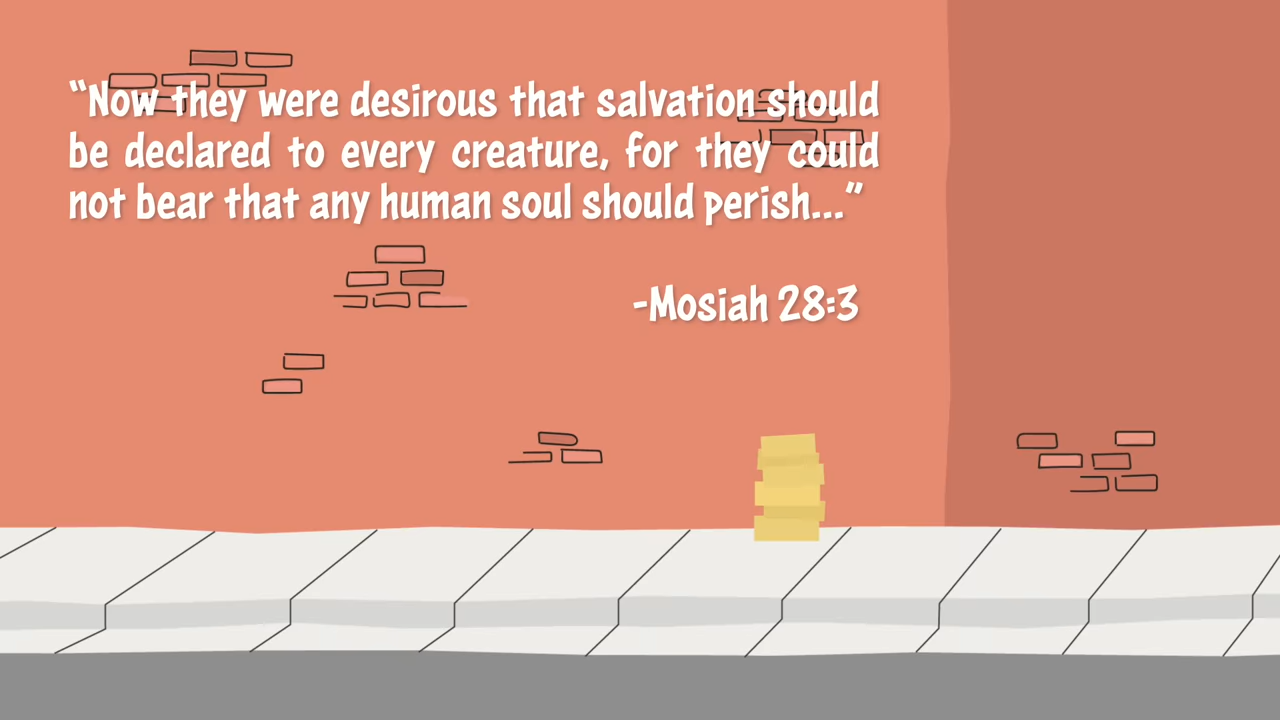 “Now they were desirous that salvation should
be declared to every creature, for they could
not bear that any human soul should perish...”
-Mosiah 28:3